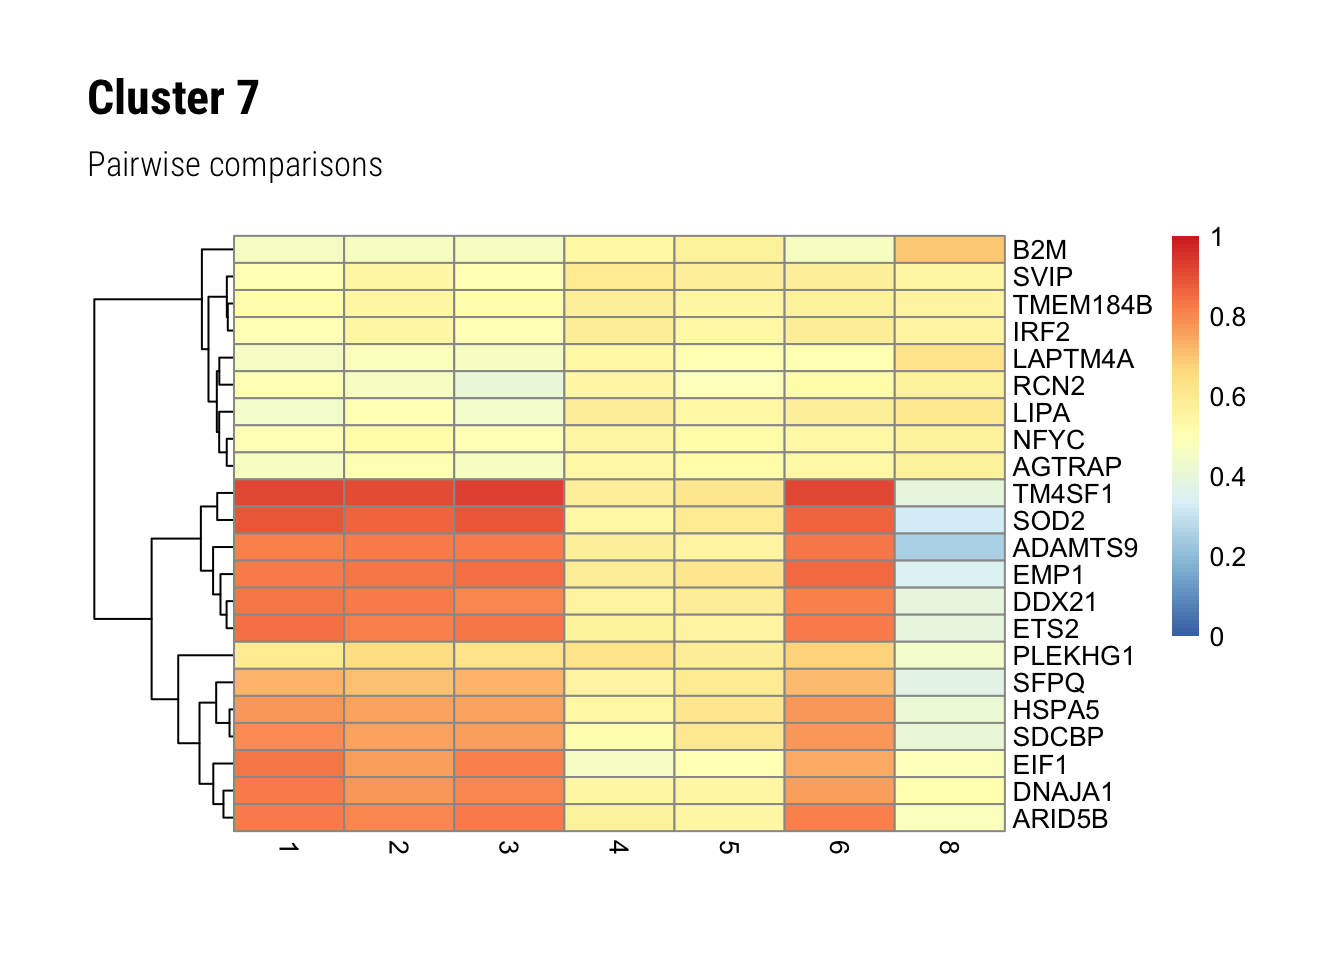 Cluster 7
Pairwise comparisons
B2M
SVIP
TMEM184B
IRF2
LAPTM4A
RCN2
LIPA
NFYC
AGTRAP
TM4SF1
SOD2
ADAMTS9
EMP1
DDX21
ETS2
PLEKHG1
SFPQ
HSPA5
SDCBP
EIF1
DNAJA1
ARID5B
1
0.8
0.6
0.4
0.2
0
1 2 3 4 5 6 8